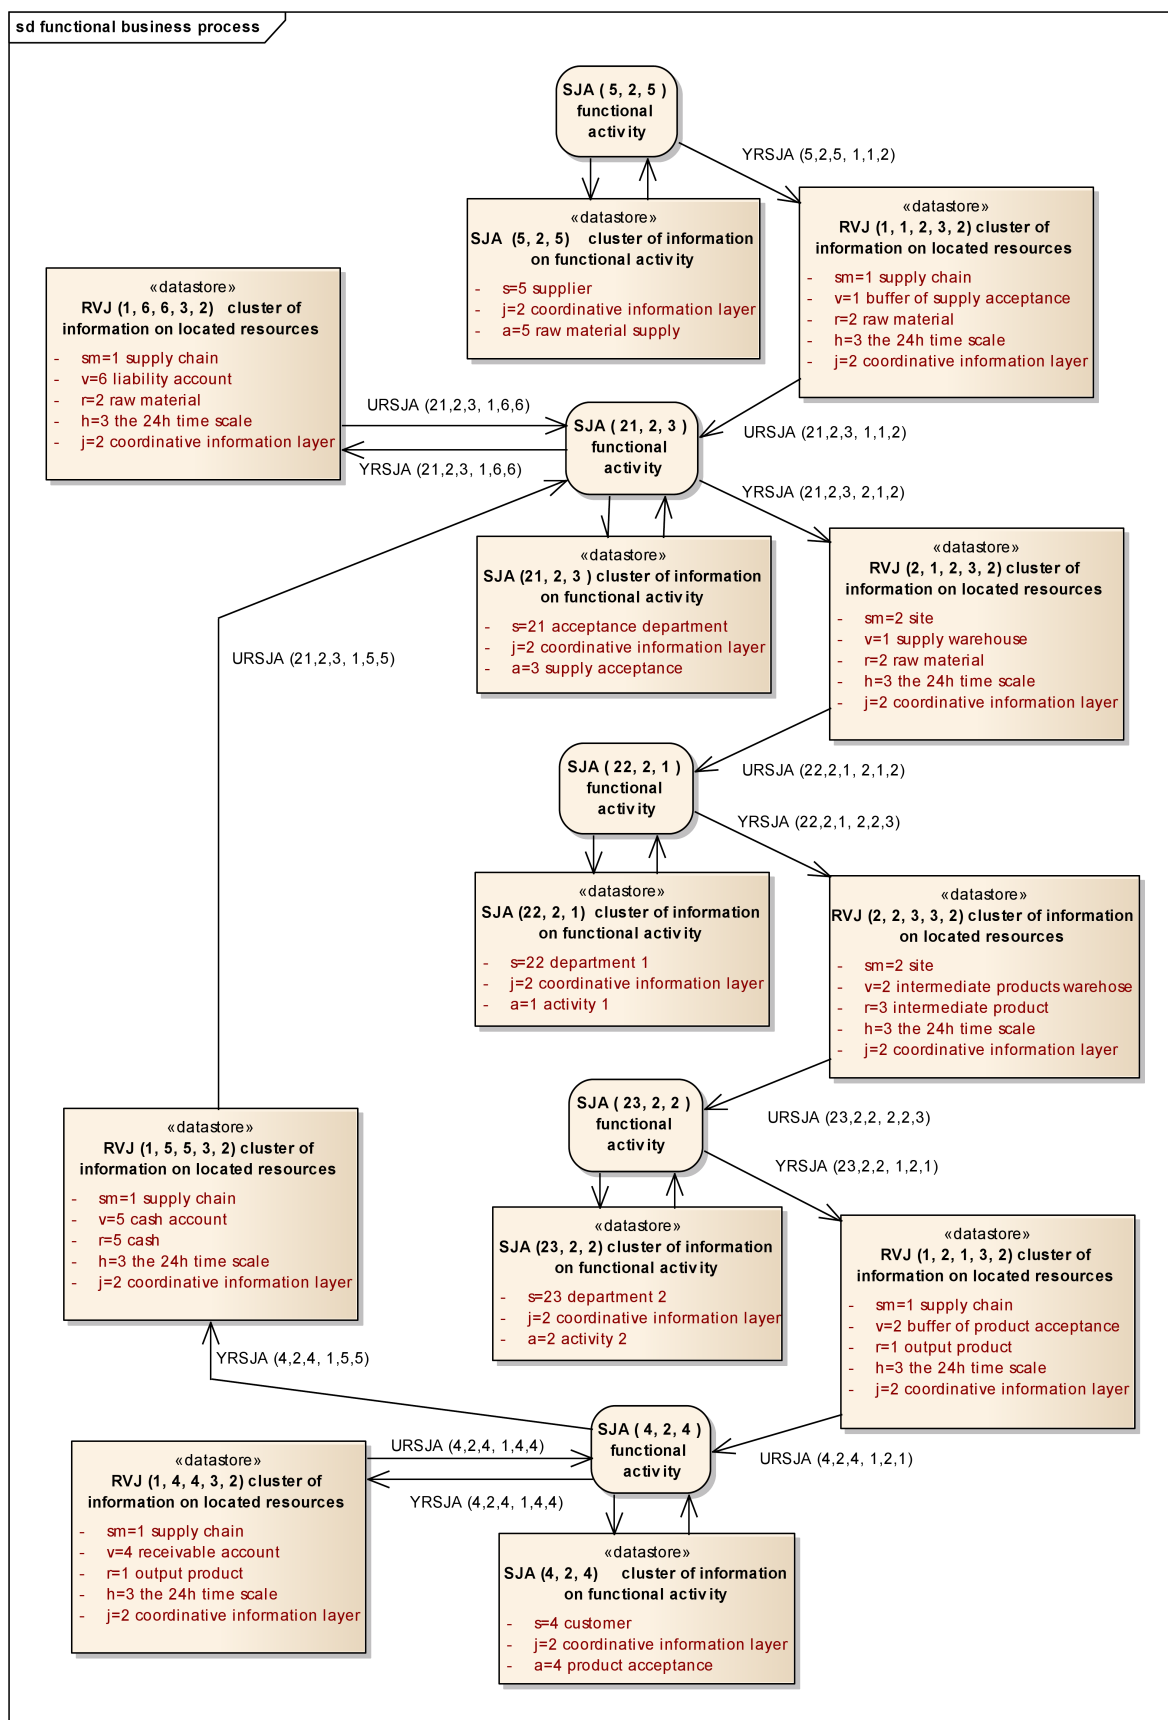 sd functional business process
SJA ( 5, 2, 5 )
functional
activity
YRSJA (5,2,5, 1,1,2)
«datastore»
SJA (5, 2, 5) cluster of information
on functional activity
- s=5 supplier
- j=2 coordinative information layer
- a=5 raw material supply
«datastore»
RVJ (1, 1, 2, 3, 2) cluster of
information on located resources
- sm=1 supply chain
- v=1 buffer of supply acceptance
- r=2 raw material
- h=3 the 24h time scale
- j=2 coordinative information layer
«datastore»
RVJ (1, 6, 6, 3, 2) cluster of
information on located resources
- sm=1 supply chain
- v=6 liability account
- r=2 raw material
- h=3 the 24h time scale
- j=2 coordinative information layer
URSJA (21,2,3, 1,6,6)
YRSJA (21,2,3, 1,6,6)
SJA ( 21, 2, 3 )
functional
activity
URSJA (21,2,3, 1,1,2)
YRSJA (21,2,3, 2,1,2)
«datastore»
SJA (21, 2, 3 ) cluster of information
on functional activity
- s=21 acceptance department
- j=2 coordinative information layer
- a=3 supply acceptance
«datastore»
RVJ (2, 1, 2, 3, 2) cluster of
information on located resources
- sm=2 site
- v=1 supply warehouse
- r=2 raw material
- h=3 the 24h time scale
- j=2 coordinative information layer
URSJA (21,2,3, 1,5,5)
SJA ( 22, 2, 1 )
functional
activity
URSJA (22,2,1, 2,1,2)
YRSJA (22,2,1, 2,2,3)
«datastore»
SJA (22, 2, 1) cluster of information
on functional activity
- s=22 department 1
- j=2 coordinative information layer
- a=1 activity 1
«datastore»
RVJ (2, 2, 3, 3, 2) cluster of information
on located resources
- sm=2 site
- v=2 intermediate products warehose
- r=3 intermediate product
- h=3 the 24h time scale
- j=2 coordinative information layer
SJA ( 23, 2, 2 )
functional
activity
URSJA (23,2,2, 2,2,3)
YRSJA (23,2,2, 1,2,1)
«datastore»
RVJ (1, 5, 5, 3, 2) cluster of
information on located resources
- sm=1 supply chain
- v=5 cash account
- r=5 cash
- h=3 the 24h time scale
- j=2 coordinative information layer
«datastore»
SJA (23, 2, 2) cluster of information
on functional activity
- s=23 department 2
- j=2 coordinative information layer
- a=2 activity 2
«datastore»
RVJ (1, 2, 1, 3, 2) cluster of
information on located resources
- sm=1 supply chain
- v=2 buffer of product acceptance
- r=1 output product
- h=3 the 24h time scale
- j=2 coordinative information layer
YRSJA (4,2,4, 1,5,5)
SJA ( 4, 2, 4 )
functional
activity
URSJA (4,2,4, 1,2,1)
URSJA (4,2,4, 1,4,4)
YRSJA (4,2,4, 1,4,4)
«datastore»
RVJ (1, 4, 4, 3, 2) cluster of
information on located resources
- sm=1 supply chain
- v=4 receivable account
- r=1 output product
- h=3 the 24h time scale
- j=2 coordinative information layer
«datastore»
SJA (4, 2, 4) cluster of information
on functional activity
- s=4 customer
- j=2 coordinative information layer
- a=4 product acceptance